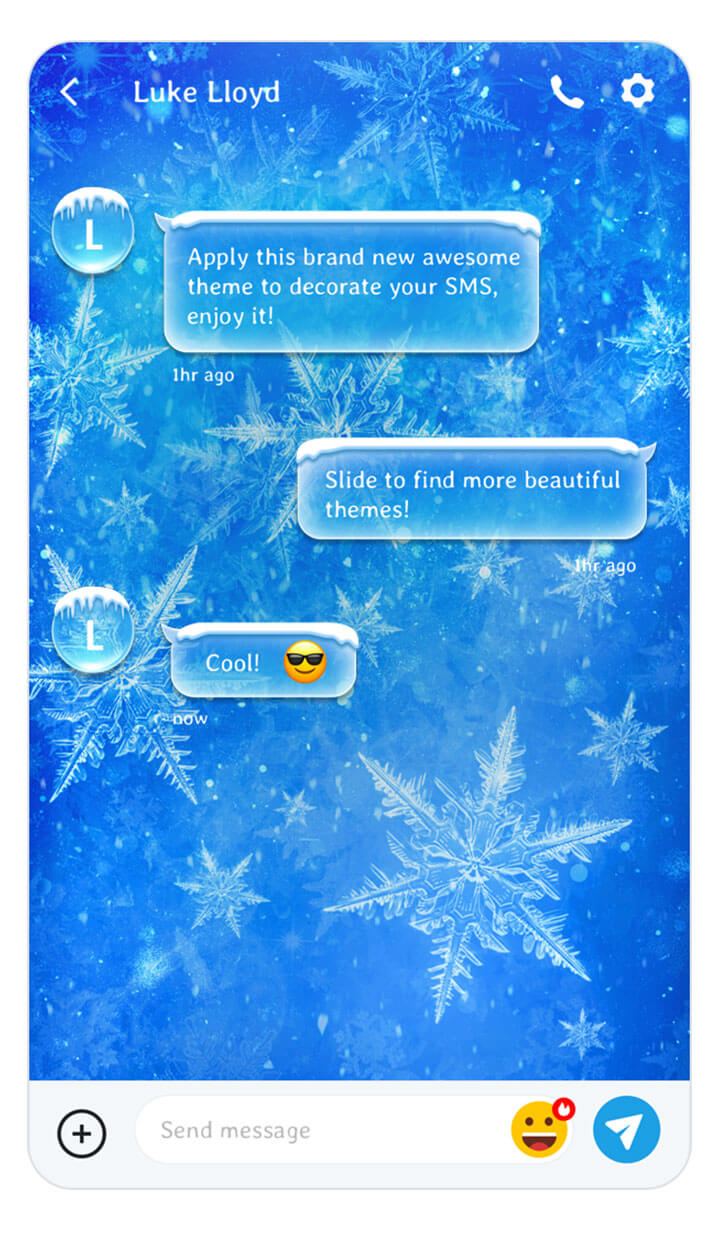 Luke Lloyd
L
Apply this brand new awesome
theme to decorate your SMS,
enjoy it!
1hr ago
Slide to find more beautiful
themes!
1hr ago
L
Cool! 😎
now
Send message